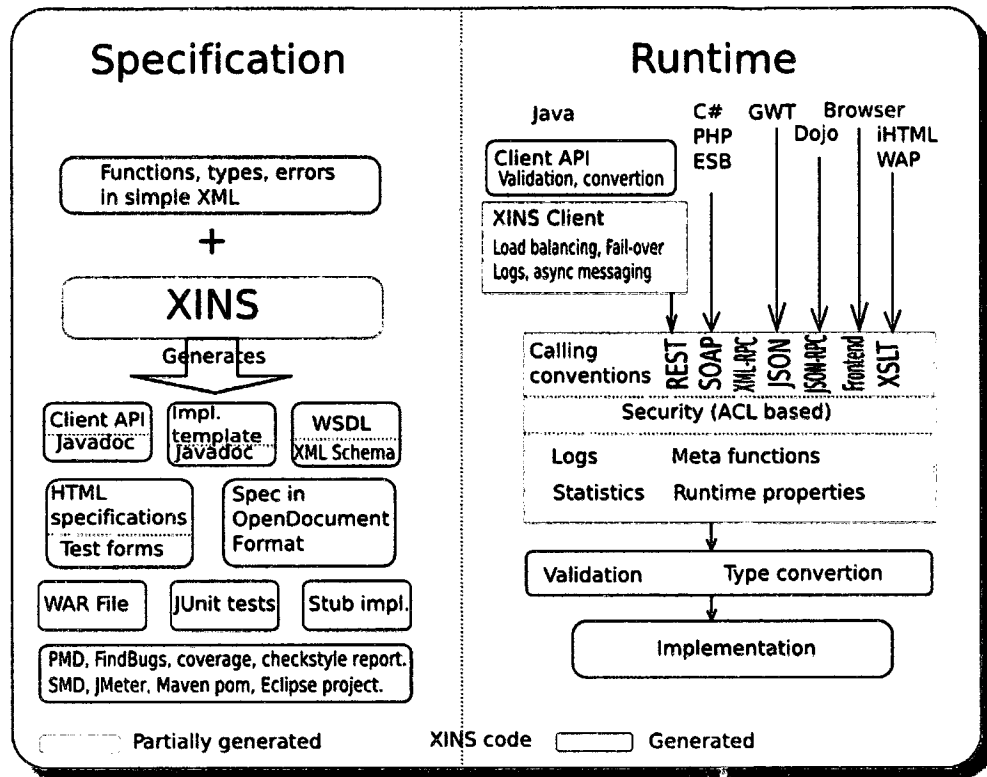 Specification
Functions, types, errors
in simple XML
+
XINS
Generates
Client API
Javadoc
Impl.
template
Javadoc
WSDL
XML Schema
HTML
specifications
Test forms
Spec in
OpenDocument
Format
WAR File
JUnit tests
Stub impl.
PMD, FindBugs, coverage, checkstyle report.
SMD, JMeter, Maven pom, Eclipse project.
Runtime
Java
C#
PHP
ESB
GWT
Dojo
Browser
iHTML
WAP
Client API
Validation, convertion
XINS Client
Load balancing, Fail-over
Logs, async messaging
Calling
conventions
REST
SOAP
XML-RPC
JSON
JSON-RPC
Frontend
XSLT
Security (ACL based)
Logs Meta functions
Statistics Runtime properties
Validation Type convertion
Implementation
Partially generated XINS code Generated